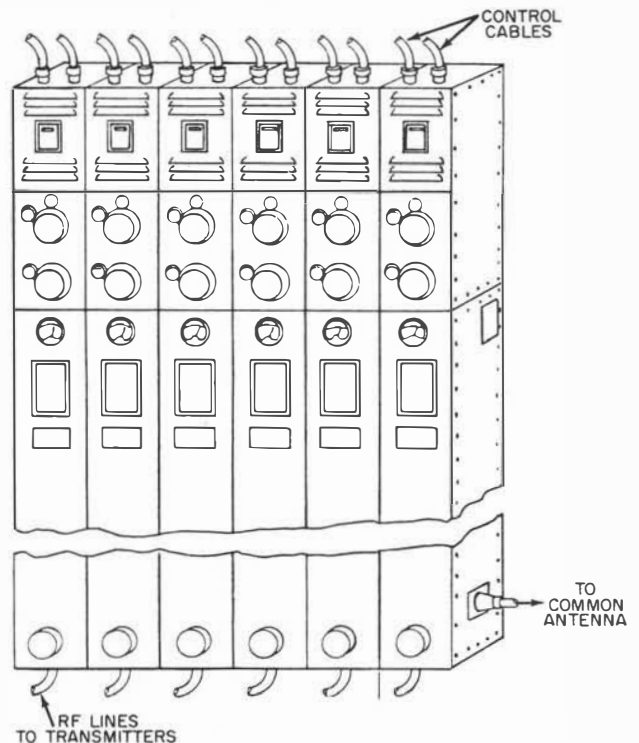 CONTROL
CABLES
TO
COMMON
ANTENNA
RF LINES
TO TRANSMITTERS